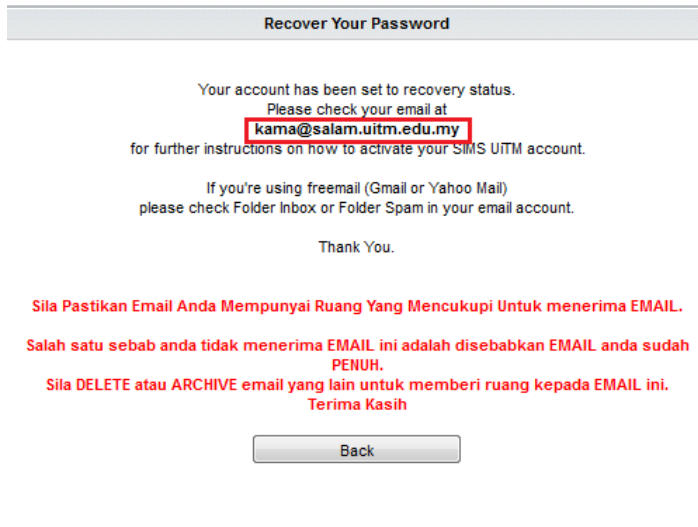 Recover Your Password
Your account has been set to recovery status.
Please check your email at
kama@salam.uitm.edu.my
for further instructions on how to activate your SIMS UiTM account.
If you're using freemail (Gmail or Yahoo Mail)
please check Folder Inbox or Folder Spam in your email account.
Thank You.
Sila Pastikan Email Anda Mempunyai Ruang Yang Mencukupi Untuk menerima EMAIL.
Salah satu sebab anda tidak menerima EMAIL ini adalah disebabkan EMAIL anda sudah
PENUH.
Sila DELETE atau ARCHIVE email yang lain untuk memberi ruang kepada EMAIL ini.
Terima Kasih
Back